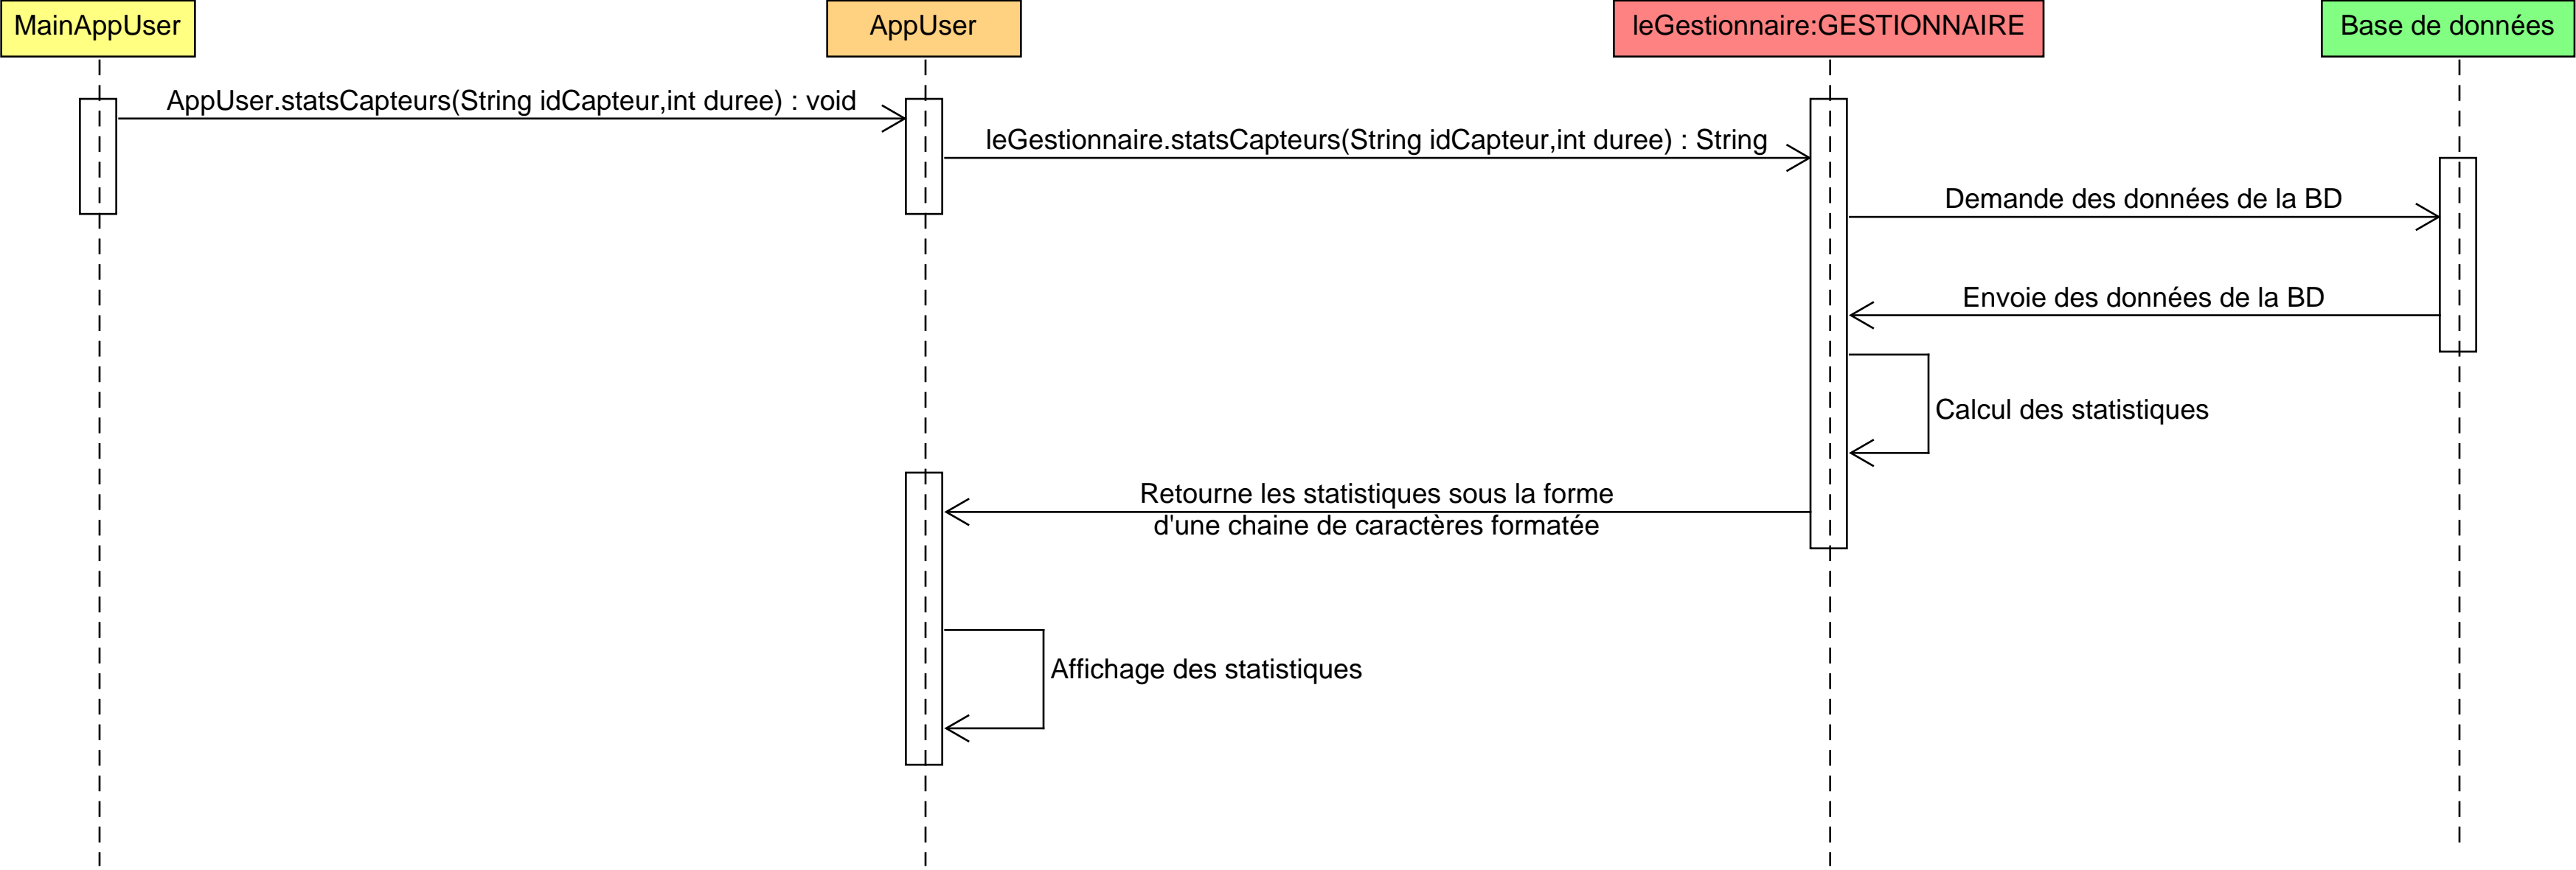 MainAppUser
AppUser
leGestionnaire:GESTIONNAIRE
Base de données
AppUser.statsCapteurs(String idCapteur,int duree) : void
leGestionnaire.statsCapteurs(String idCapteur,int duree) : String
Demande des données de la BD
Envoie des données de la BD
Calcul des statistiques
Retourne les statistiques sous la forme
d'une chaine de caractères formatée
Affichage des statistiques